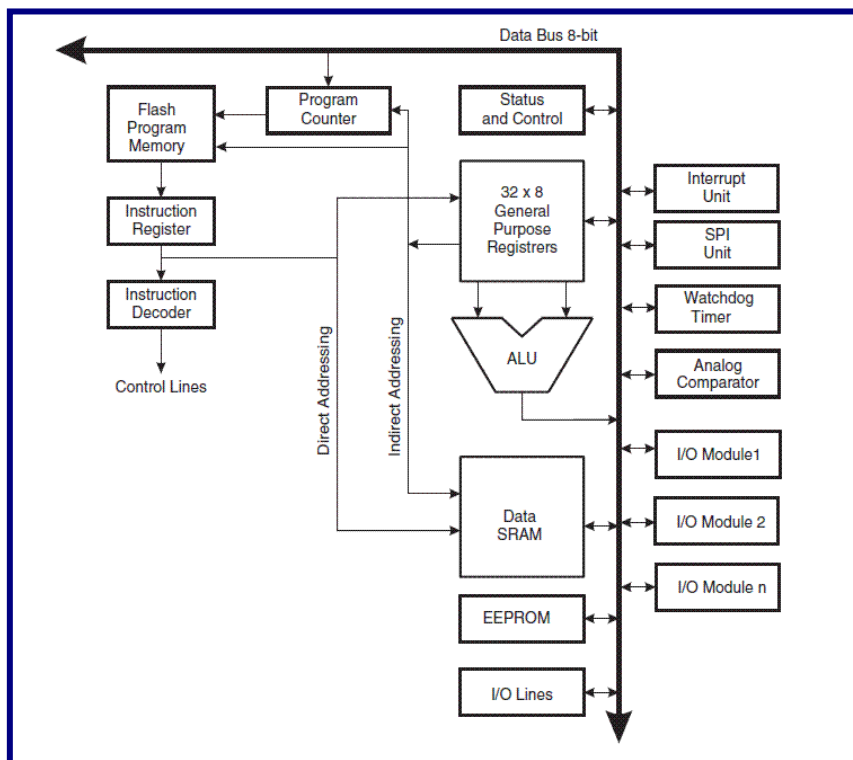 Data Bus 8-bit
Flash
Program
Memory
Program
Counter
Status
and Control
Instruction
Register
32 x 8
General
Purpose
Registrers
Interrupt
Unit
SPI
Unit
Instruction
Decoder
Watchdog
Timer
Control Lines
Direct Addressing
Indirect Addressing
ALU
Analog
Comparator
I/O Module1
Data
SRAM
I/O Module 2
I/O Module n
EEPROM
I/O Lines